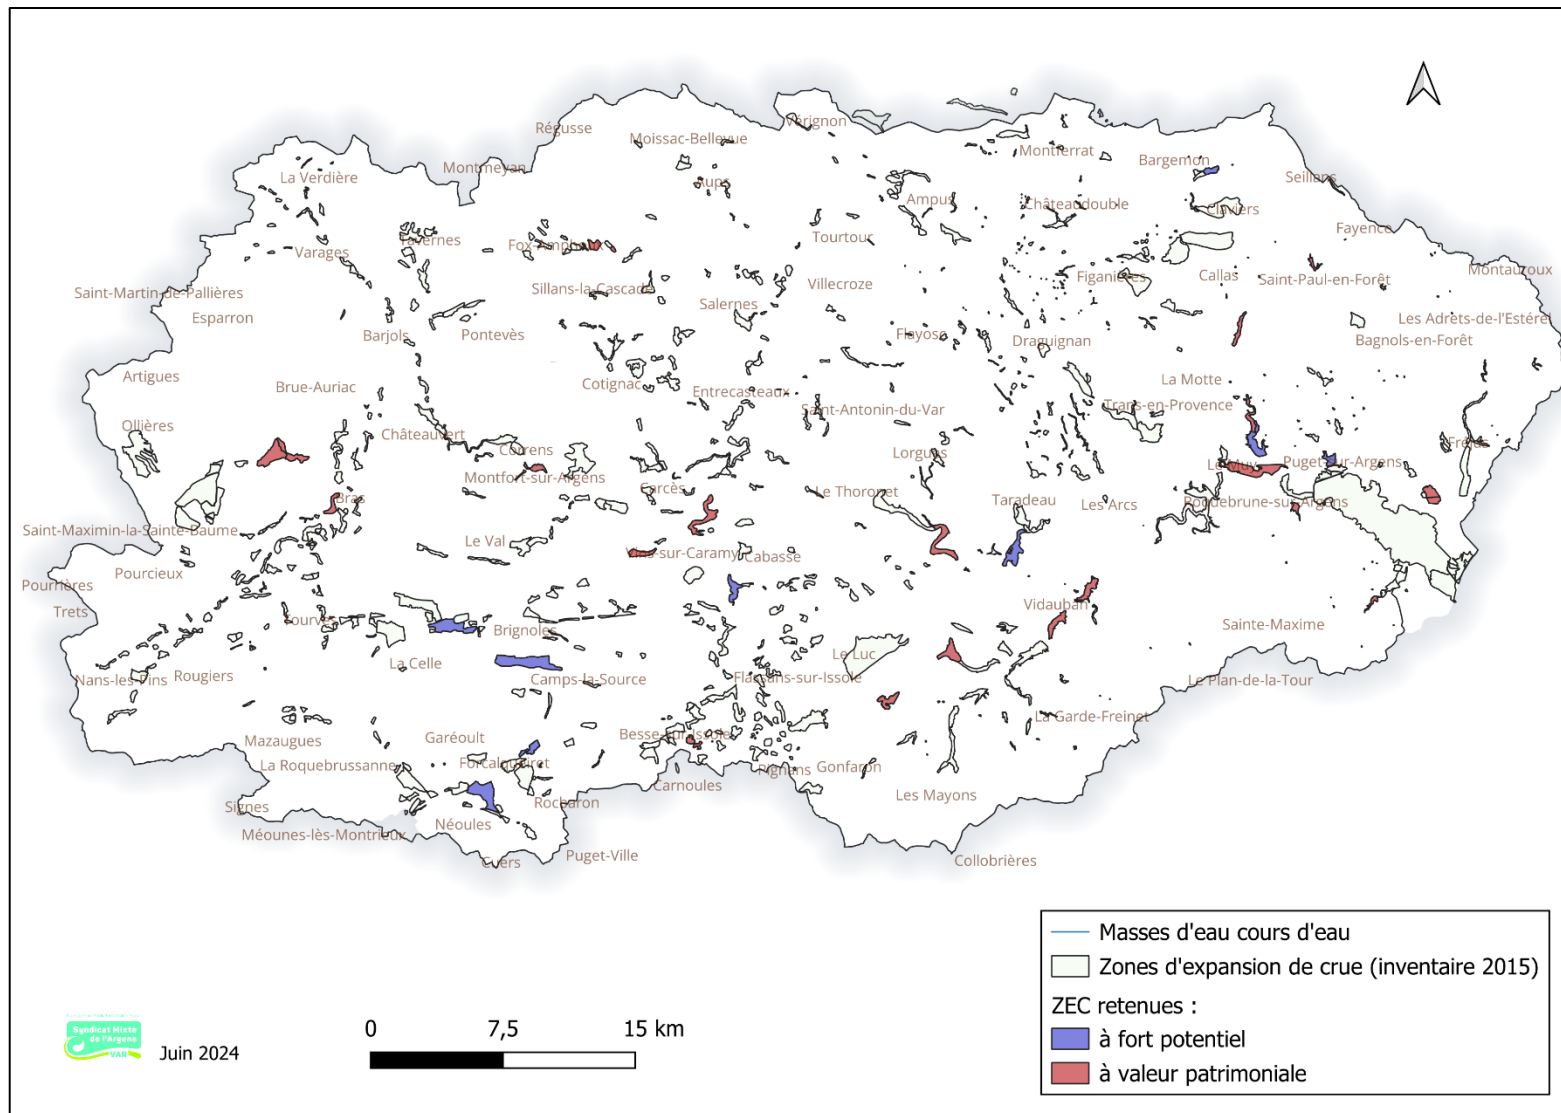 Vérignon
Régusse
Moissac-Bellevue
Montferrat
Bargemon
Montmeyan
La Verdière
Aups
Seillans
Ampus
Châteaudouble
Claviers
Fayence
Tavernes
Fox-Amphoux
Tourtour
Varages
Montauroux
Figanières
Callas
Saint-Paul-en-Forêt
Saint-Martin-de-Pallières
Sillans-la-Cascade
Villecroze
Salernes
Esparron
Les Adrets-de-l'Estérel
Barjols
Pontevès
Flayosc
Draguignan
Bagnols-en-Forêt
Artigues
Brue-Auriac
Cotignac
Entrecasteaux
La Motte
Saint-Antonin-du-Var
Trans-en-Provence
Ollières
Châteauvert
Correns
Lorgues
Fréjus
Montfort-sur-Argens
Le Muy
Puget-sur-Argens
Carcès
Le Thoronet
Bras
Taradeau
Les Arcs
Roquebrune-sur-Argens
Saint-Maximin-la-Sainte-Baume
Le Val
Vins-sur-Caramy
Cabasse
Pourcieux
Pourrières
Trets
Tourves
Brignoles
Vidauban
Sainte-Maxime
La Celle
Le Luc
Nans-les-Pins
Rougiers
Camps-la-Source
Flassans-sur-Issole
Le Plan-de-la-Tour
La Garde-Freinet
Mazaugues
Garéoult
Besse-sur-Issole
La Roquebrussanne
Forcalqueiret
Pignans
Gonfaron
Carnoules
Les Mayons
Signes
Rocbaron
Néoules
Méounes-lès-Montrieux
Cuers
Puget-Ville
Collobrières
Masses d'eau cours d'eau
Zones d'expansion de crue (inventaire 2015)
ZEC retenues :
à fort potentiel
à valeur patrimoniale
Syndicat Mixte
de l'Argens
VAR
Juin 2024
0 7,5 15 km